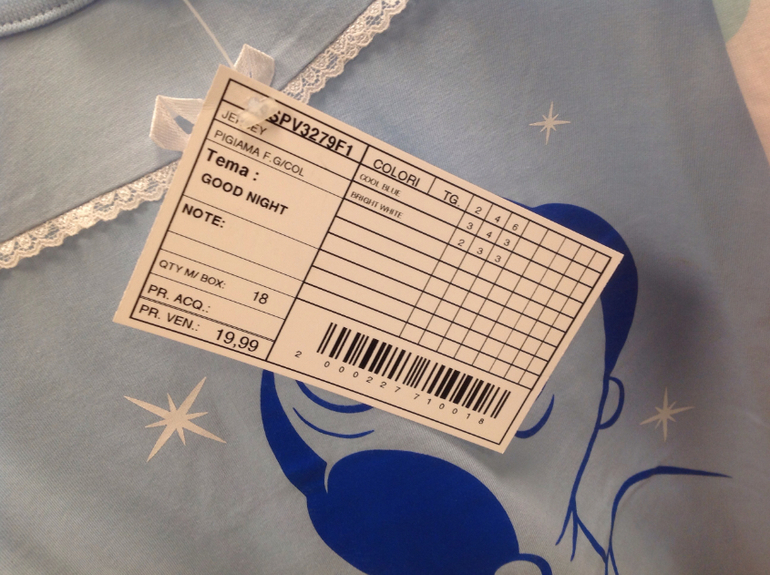 SPV3279F1
JERSEY
PIGIAMA F.G/COL
Tema :
GOOD NIGHT
NOTE:
QTY M/ BOX: 18
PR. ACQ.:
PR. VEN.: 19,99
COLORI TG. 2 4 6
COOL BLUE 3 4 3
BRIGHT WHITE 2 3 3
2 000227 710018